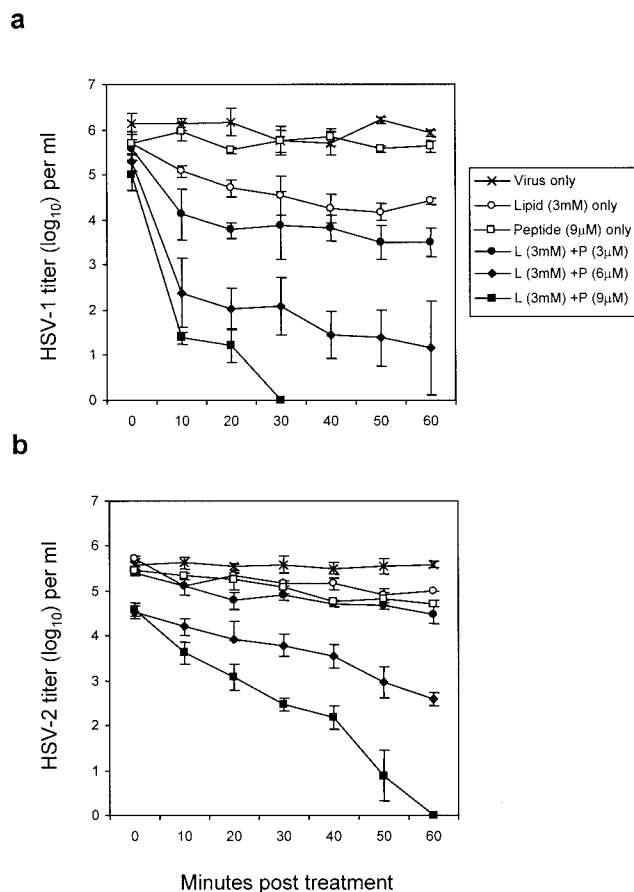 a
7
6
5
4
3
2
1
0
HSV-1 titer (log10) per ml
0 10 20 30 40 50 60
Virus only
Lipid (3mM) only
Peptide (9μM) only
L (3mM) +P (3μM)
L (3mM) +P (6μM)
L (3mM) +P (9μM)
b
7
6
5
4
3
2
1
0
HSV-2 titer (log10) per ml
0 10 20 30 40 50 60
Minutes post treatment